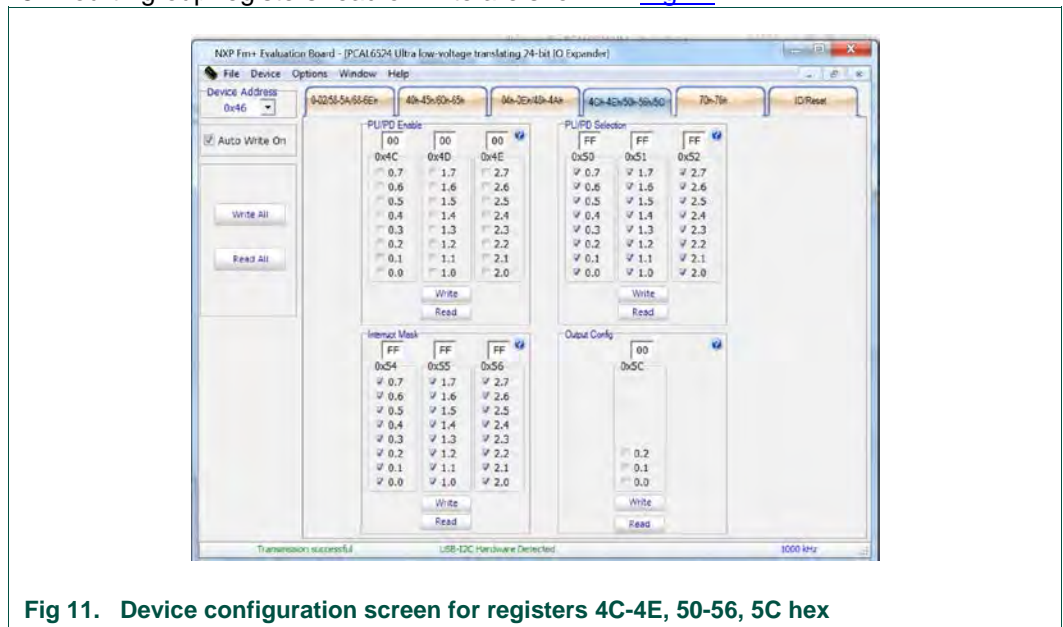 NXP Fm+ Evaluation Board - [PCAL6524 Ultra low-voltage translating 24-bit IO Expander]
File Device Options Window Help
Device Address
0x46
Auto Write On
Write All
Read All
40h-45h/60h-65h
4Ch-4Eh/50h-56h/5C
70h-76h
IO/Reset
PU/PD Enable
00 00 00
0x4C 0x4D 0x4E
0.7 1.7 2.7
0.6 1.6 2.6
0.5 1.5 2.5
0.4 1.4 2.4
0.3 1.3 2.3
0.2 1.2 2.2
0.1 1.1 2.1
0.0 1.0 2.0
Write
Read
PU/PD Selection
FF FF FF
0x50 0x51 0x52
0.7 1.7 2.7
0.6 1.6 2.6
0.5 1.5 2.5
0.4 1.4 2.4
0.3 1.3 2.3
0.2 1.2 2.2
0.1 1.1 2.1
0.0 1.0 2.0
Write
Read
Interrupt Mask
FF FF FF
0x54 0x55 0x56
0.7 1.7 2.7
0.6 1.6 2.6
0.5 1.5 2.5
0.4 1.4 2.4
0.3 1.3 2.3
0.2 1.2 2.2
0.1 1.1 2.1
0.0 1.0 2.0
Write
Read
Output Config
00
0x5C
0.2
0.1
0.0
Write
Read
Transmission successful USB-I2C Hardware Detected 1000 kHz
Fig 11. Device configuration screen for registers 4C-4E, 50-56, 5C hex